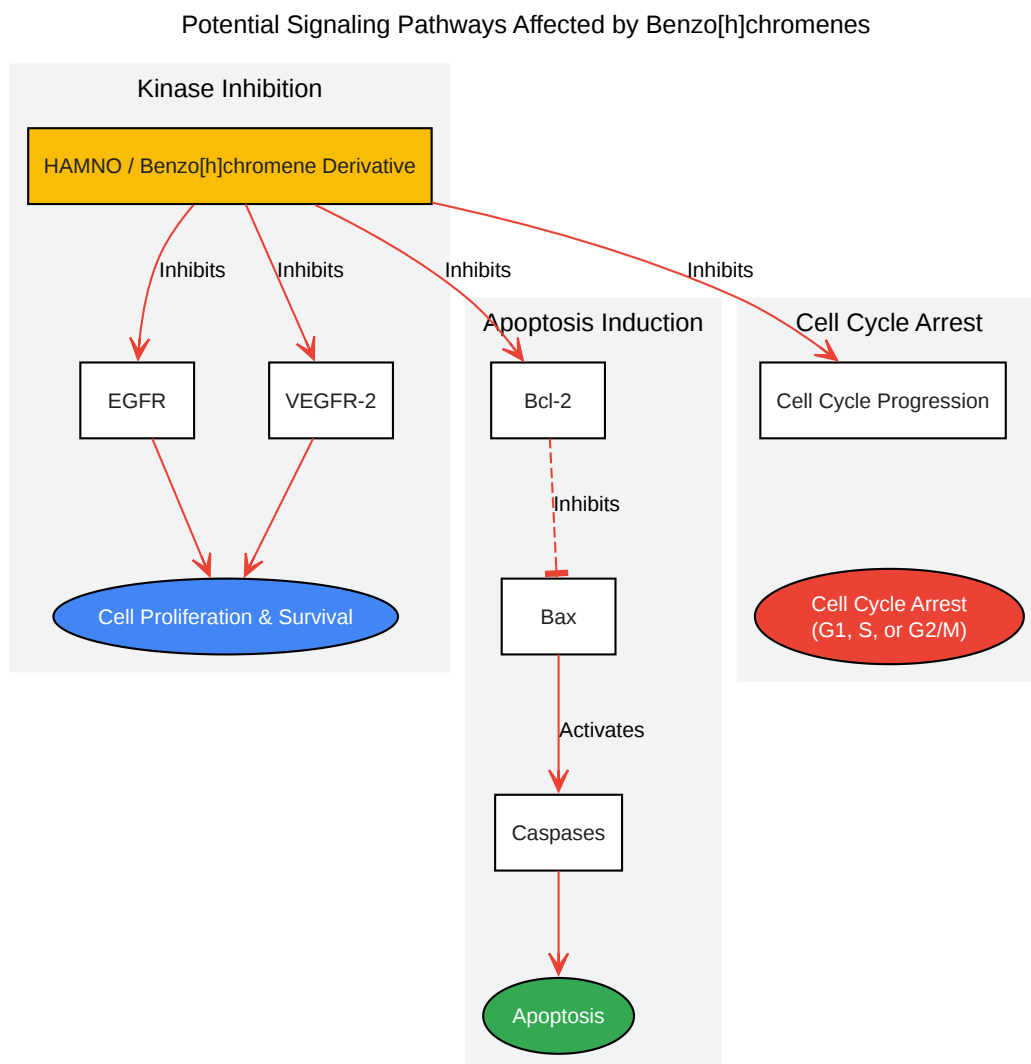 Potential Signaling Pathways Affected by Benzo[h]chromenes
Kinase Inhibition
HAMNO / Benzo[h]chromene Derivative
Inhibits
Inhibits
Inhibits
Inhibits
Apoptosis Induction
Cell Cycle Arrest
EGFR
VEGFR-2
Bcl-2
Cell Cycle Progression
Inhibits
Cell Proliferation & Survival
Bax
Cell Cycle Arrest
(G1, S, or G2/M)
Activates
Caspases
Apoptosis